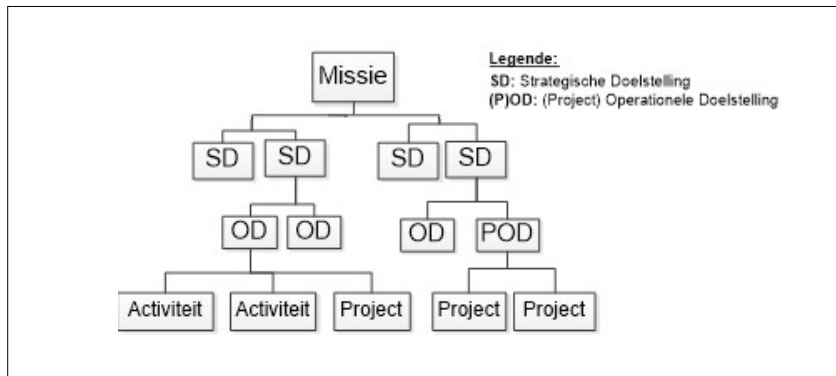 Missie
Legende:
SD: Strategische Doelstelling
(P)OD: (Project) Operationele Doelstelling
SD SD SD SD
OD OD OD POD
Activiteit Activiteit Project Project Project